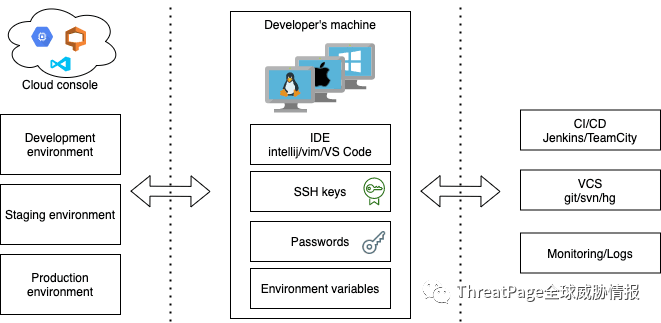 Cloud console
Development
environment
Staging environment
Production
environment
Developer's machine
IDE
intellij/vim/VS Code
SSH keys
Passwords
Environment variables
CI/CD
Jenkins/TeamCity
VCS
git/svn/hg
Monitoring/Logs
ThreatPage全球威胁情报